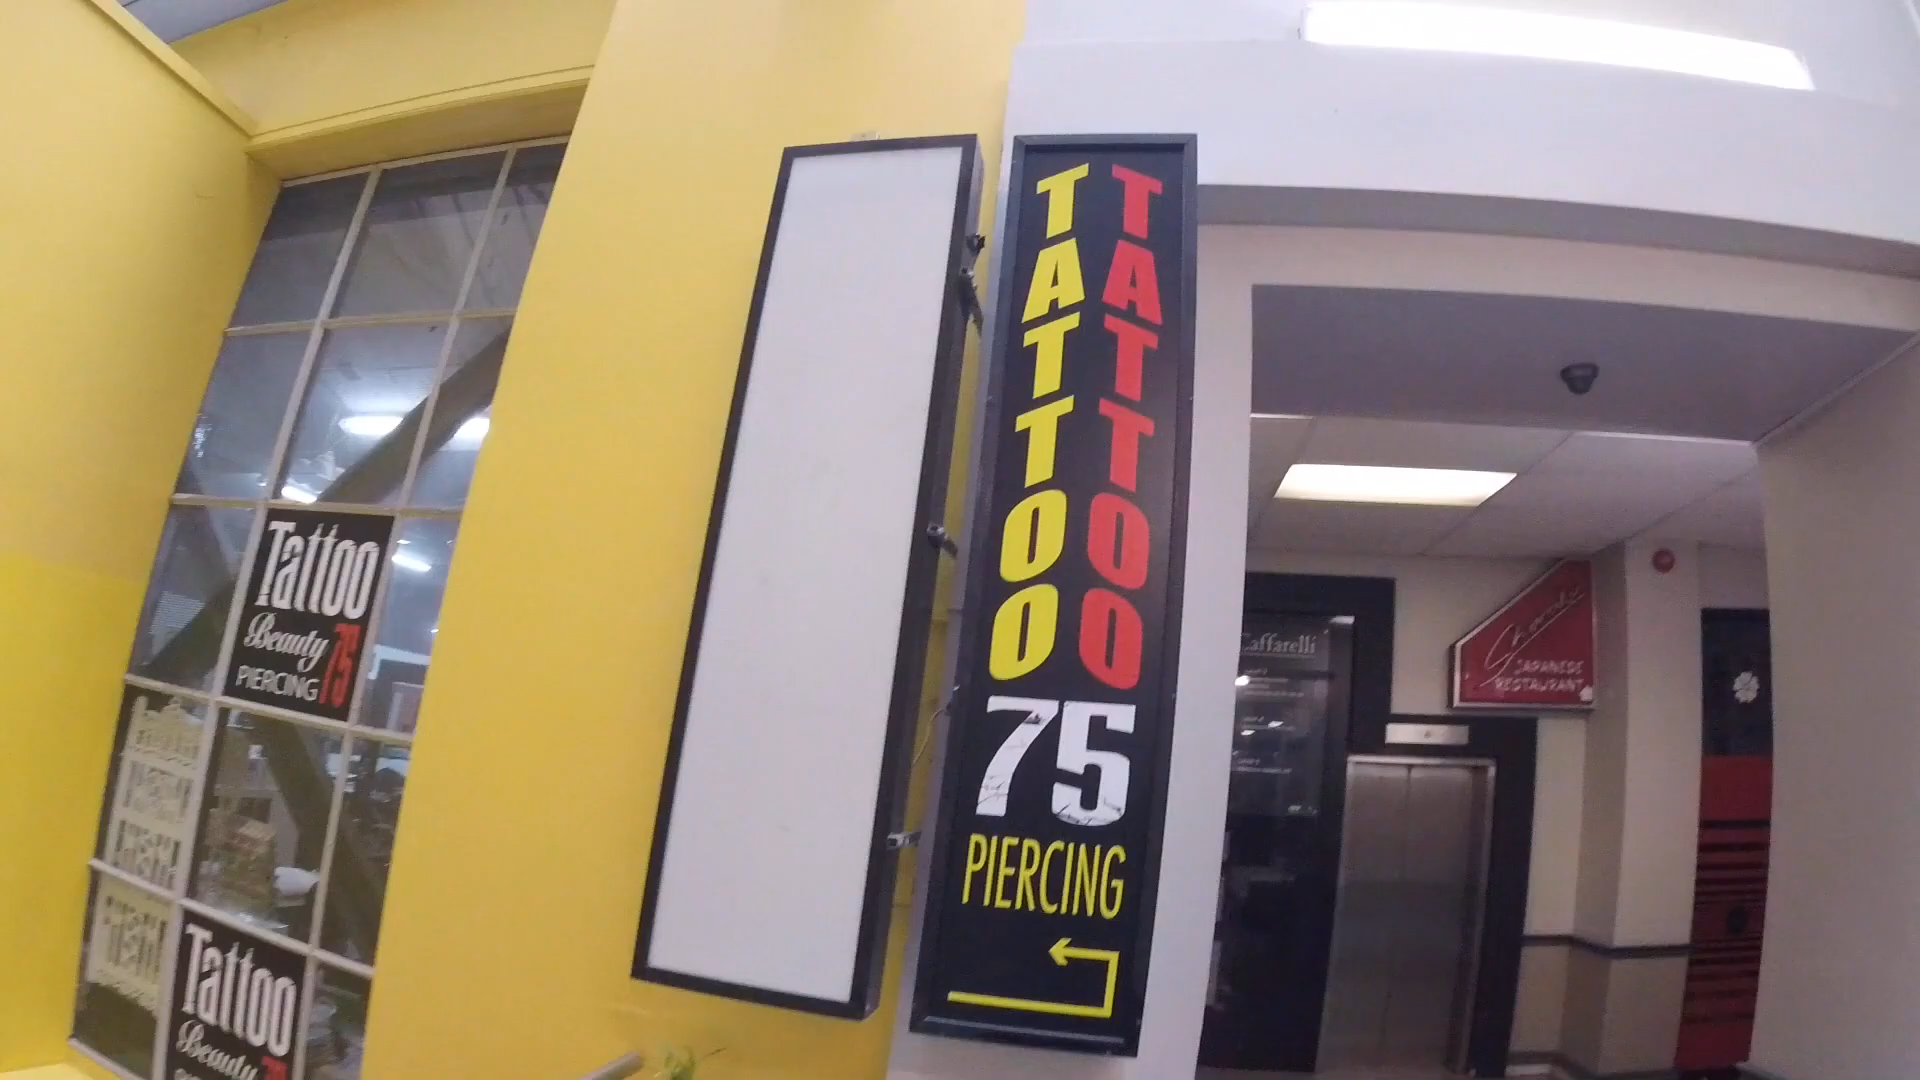 Tattoo
Beauty 75
PIERCING
Tattoo
Beauty
TATTOO
TATTOO
75
PIERCING
Caffarelli
JAPANESE
RESTAURANT